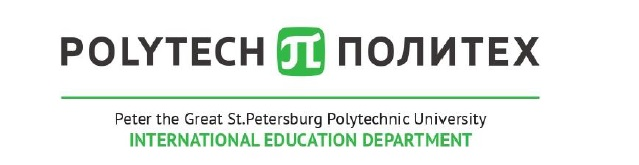 POLYTECH π ПОЛИТЕХ
Peter the Great St.Petersburg Polytechnic University
INTERNATIONAL EDUCATION DEPARTMENT